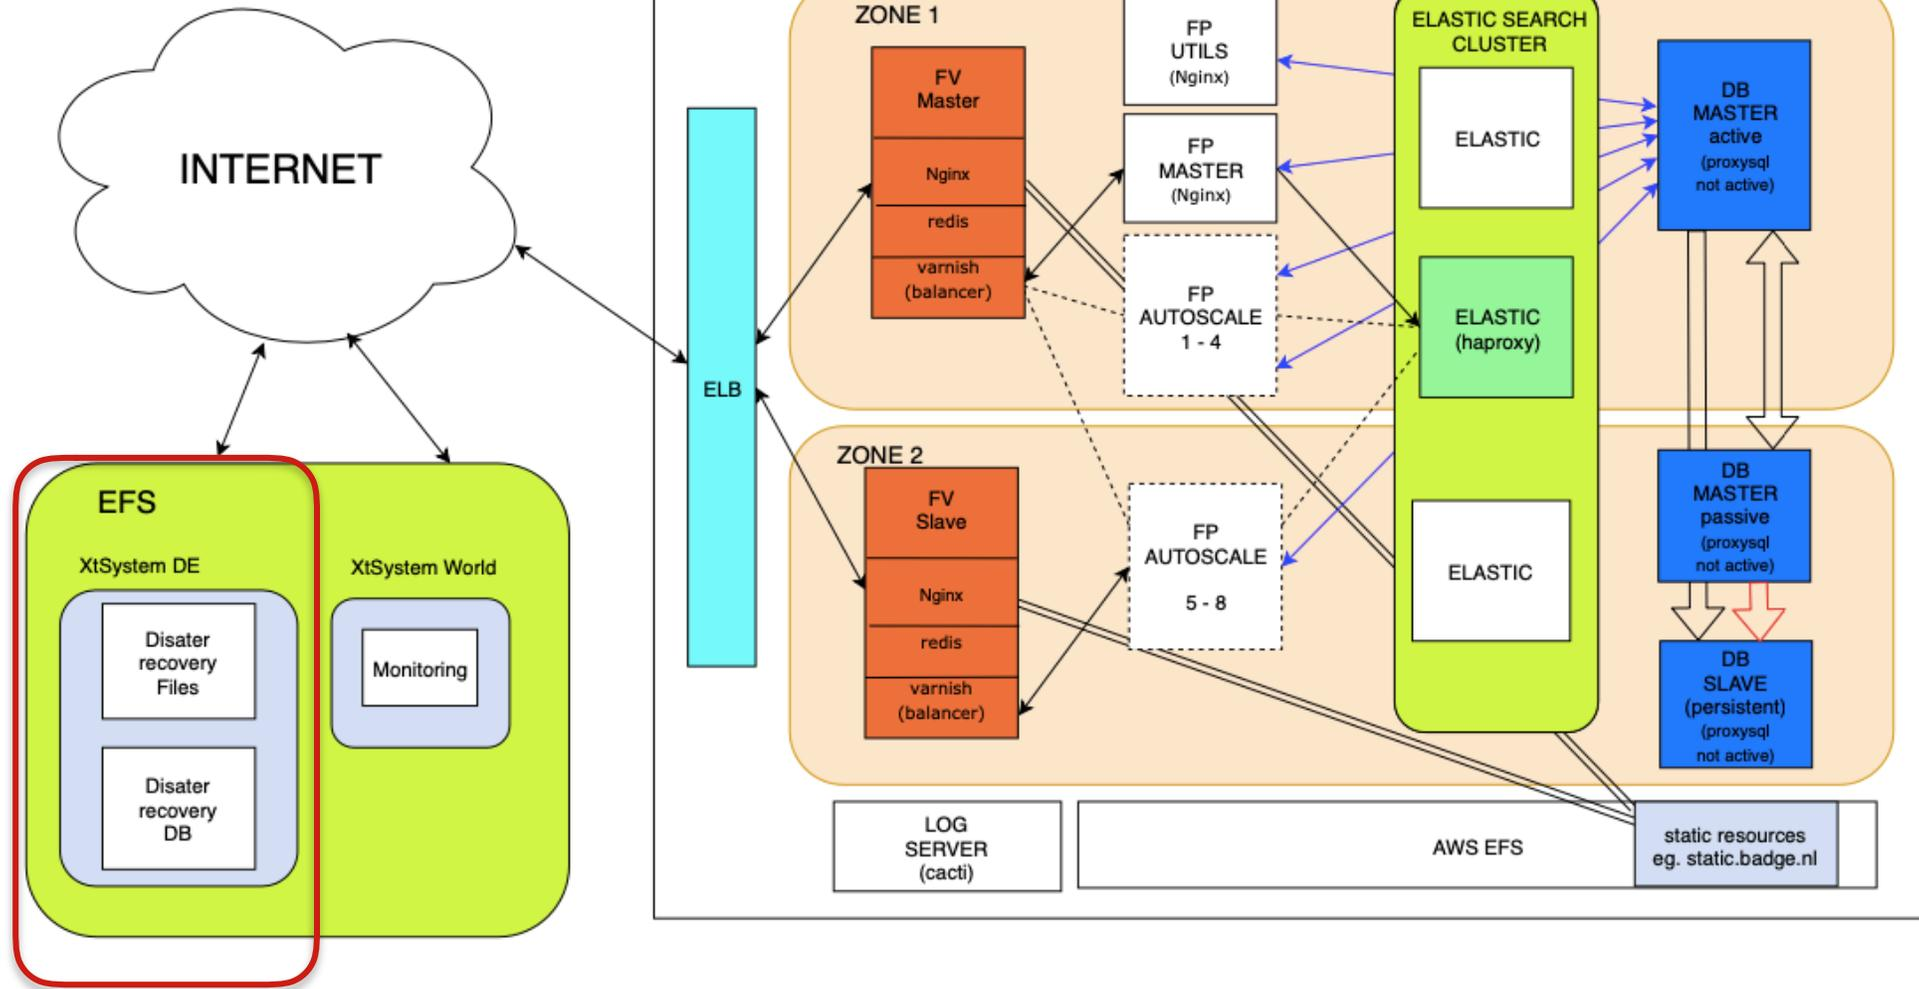 INTERNET
EFS
XtSystem DE
Disater
recovery
Files
Disater
recovery
DB
XtSystem World
Monitoring
ELB
ZONE 1
FV
Master
Nginx
redis
varnish
(balancer)
FP
UTILS
(Nginx)
FP
MASTER
(Nginx)
FP
AUTOSCALE
1 - 4
ELASTIC SEARCH
CLUSTER
ELASTIC
ELASTIC
(haproxy)
ELASTIC
DB
MASTER
active
(proxysql
not active)
ZONE 2
FV
Slave
Nginx
redis
varnish
(balancer)
FP
AUTOSCALE
5 - 8
DB
MASTER
passive
(proxysql
not active)
DB
SLAVE
(persistent)
(proxysql
not active)
LOG
SERVER
(cacti)
AWS EFS
static resources
eg. static.badge.nl